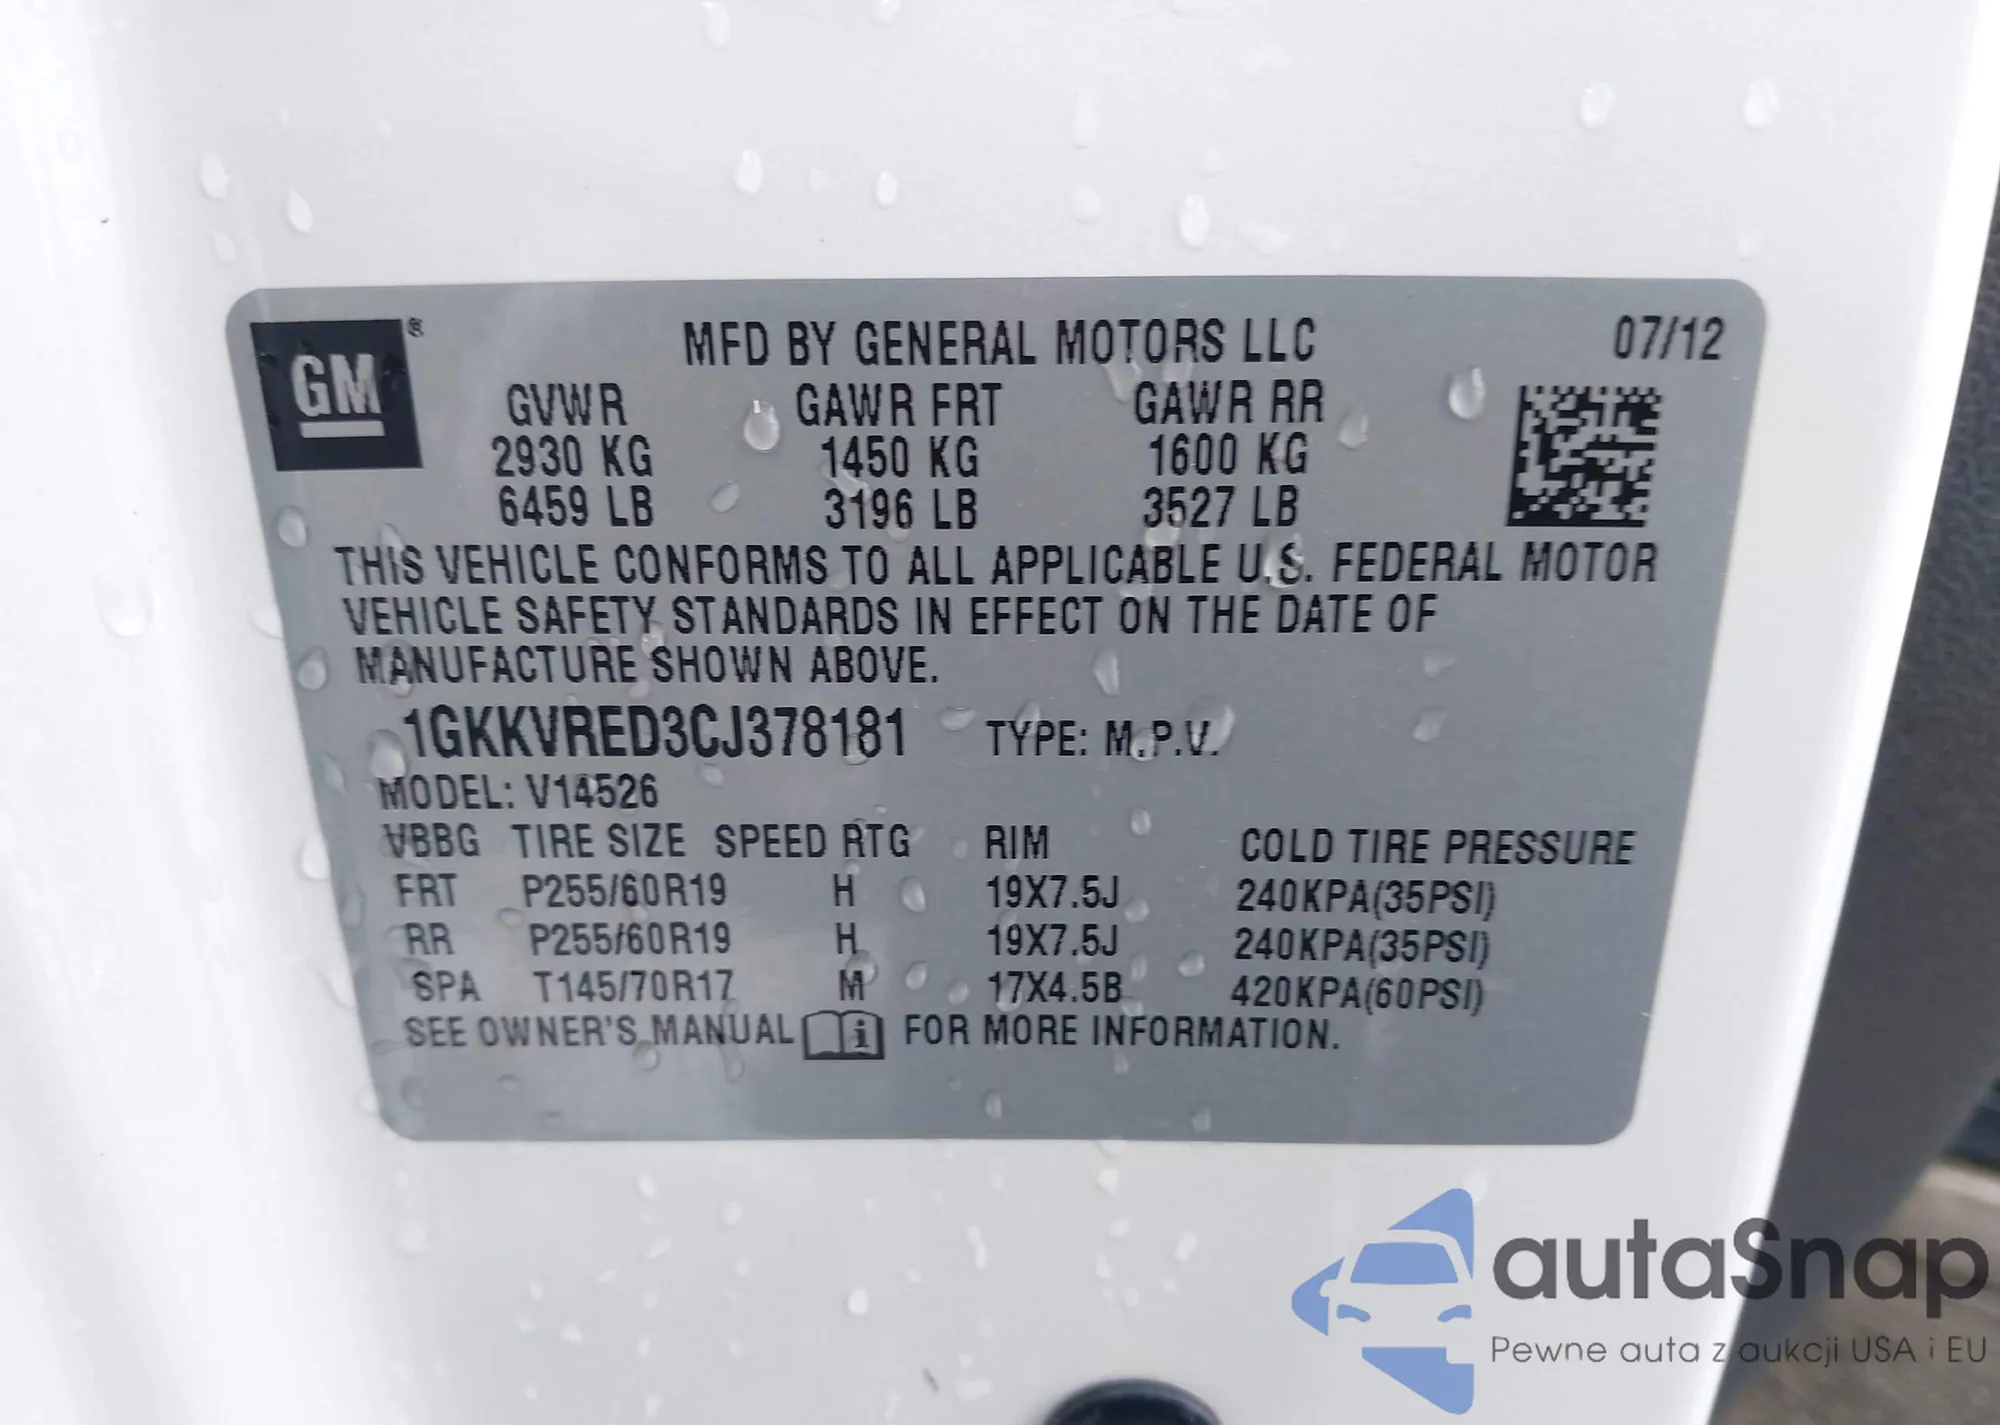 GM ®
MFD BY GENERAL MOTORS LLC 07/12
GVWR GAWR FRT GAWR RR
2930 KG 1450 KG 1600 KG
6459 LB 3196 LB 3527 LB
THIS VEHICLE CONFORMS TO ALL APPLICABLE U.S. FEDERAL MOTOR
VEHICLE SAFETY STANDARDS IN EFFECT ON THE DATE OF
MANUFACTURE SHOWN ABOVE.
1GKKVRED3CJ378181 TYPE: M.P.V.
MODEL: V14526
VBBG TIRE SIZE SPEED RTG RIM COLD TIRE PRESSURE
FRT P255/60R19 H 19X7.5J 240KPA(35PSI)
RR P255/60R19 H 19X7.5J 240KPA(35PSI)
SPA T145/70R17 M 17X4.5B 420KPA(60PSI)
SEE OWNER'S MANUAL i FOR MORE INFORMATION.
autaSnap
Pewne auta z aukcji USA i EU